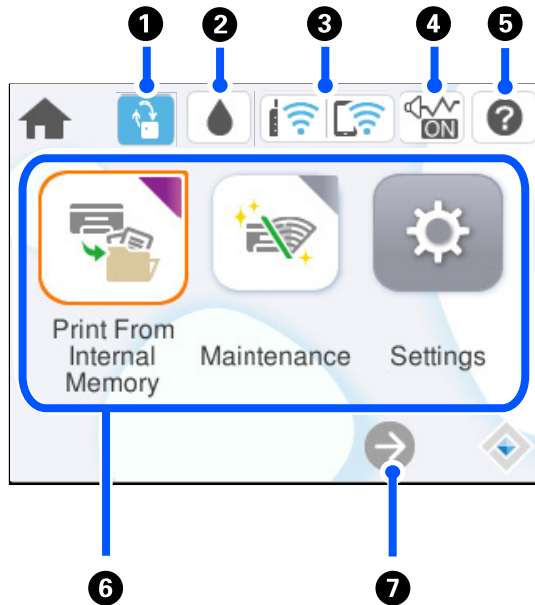 1 2 3 4 5
ON ?
Print From
Internal
Memory
Maintenance
Settings
6 7